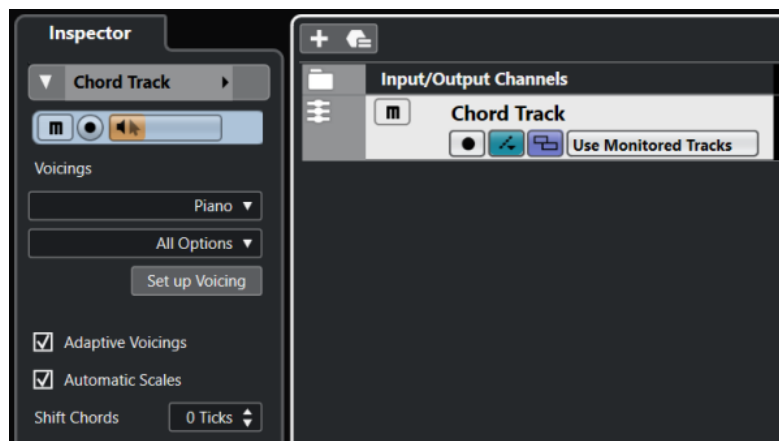 Inspector
Chord Track
m
Voicings
Piano
All Options
Set up Voicing
Adaptive Voicings
Automatic Scales
Shift Chords 0 Ticks
Input/Output Channels
m Chord Track
Use Monitored Tracks